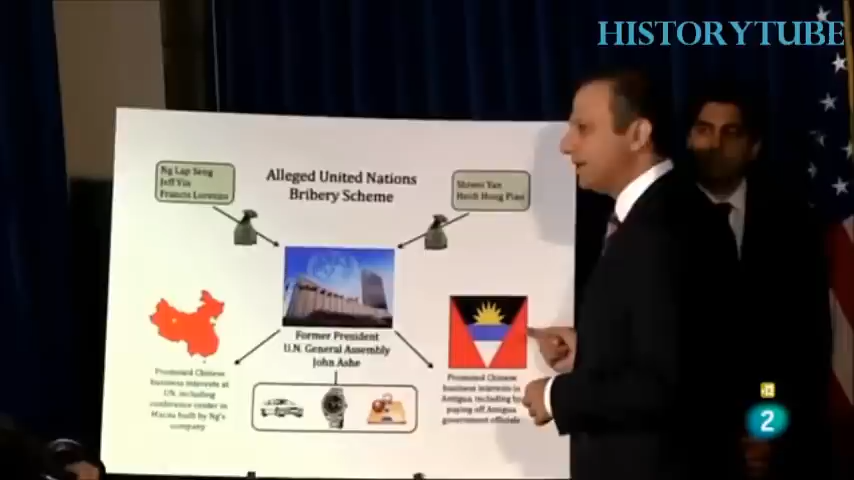 HISTORYTUBE
Alleged United Nations
Bribery Scheme
Ng Lap Seng
Jeff Yin
Francis Lorenzo
Shiwei Yan
Heidi Hong Piao
Former President
U.N. General Assembly
John Ashe
Promoted Chinese
business interests at
UN, including
conference center in
Macau built by Ng's
company
Promoted Chinese
business interests in
Antigua, including by
paying off Antigua
government officials
2